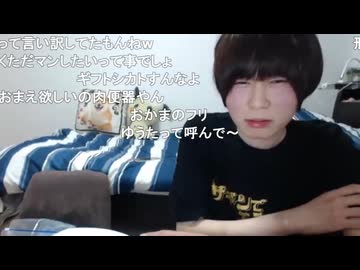 って言い訳してたもんねw
くただマンしたいって事でしょ
ギフトシカトすんなよ
おまえ欲しいの肉便器やん
おかまのフリ
ゆうたって呼んで〜